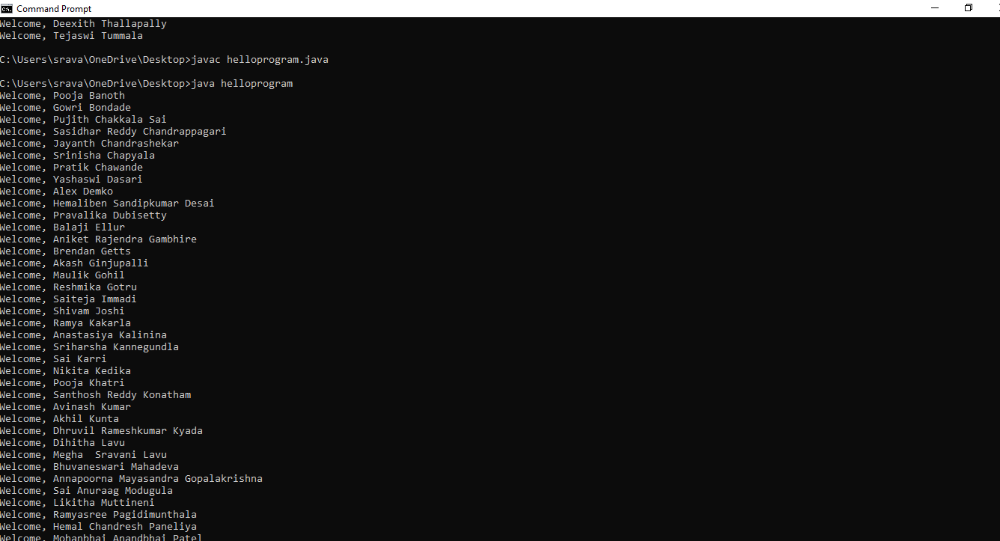 Command Prompt
Welcome, Deexith Thallapally
Welcome, Tejaswi Tummala
C:\Users\srava\OneDrive\Desktop>javac helloprogram.java
C:\Users\srava\OneDrive\Desktop>java helloprogram
Welcome, Pooja Banoth
Welcome, Gowri Bondade
Welcome, Pujith Chakkala Sai
Welcome, Sasidhar Reddy Chandrappagari
Welcome, Jayanth Chandrashekar
Welcome, Srinisha Chapyala
Welcome, Pratik Chawande
Welcome, Yashaswi Dasari
Welcome, Alex Demko
Welcome, Hemaliben Sandipkumar Desai
Welcome, Pravalika Dubisetty
Welcome, Balaji Ellur
Welcome, Aniket Rajendra Gambhire
Welcome, Brendan Getts
Welcome, Akash Ginjupalli
Welcome, Maulik Gohil
Welcome, Reshmika Gotru
Welcome, Saiteja Immadi
Welcome, Shivam Joshi
Welcome, Ramya Kakarla
Welcome, Anastasiya Kalinina
Welcome, Sriharsha Kannegundla
Welcome, Sai Karri
Welcome, Nikita Kedika
Welcome, Pooja Khatri
Welcome, Santhosh Reddy Konatham
Welcome, Avinash Kumar
Welcome, Akhil Kunta
Welcome, Dhruvil Rameshkumar Kyada
Welcome, Dihitha Lavu
Welcome, Megha  Sravani Lavu
Welcome, Bhuvaneswari Mahadeva
Welcome, Annapoorna Mayasandra Gopalakrishna
Welcome, Sai Anuraag Modugula
Welcome, Likitha Muttineni
Welcome, Ramyasree Pagidimunthala
Welcome, Hemal Chandresh Paneliya
Welcome, Mohanbhai Anandbhai Patel